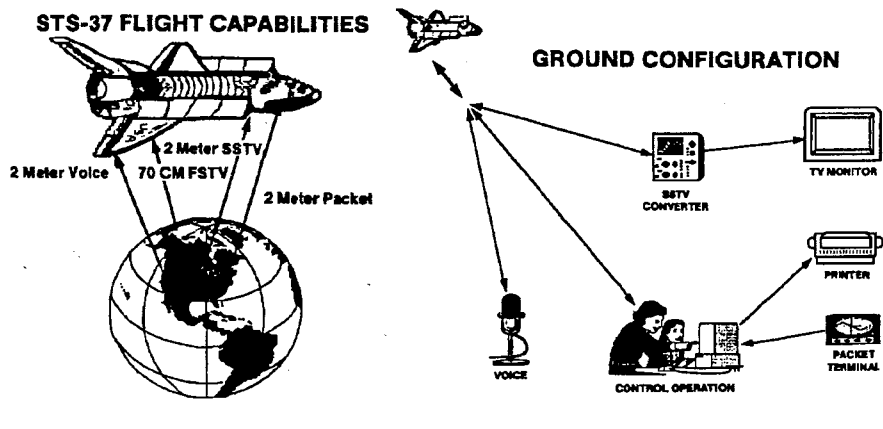 STS-37 FLIGHT CAPABILITIES
2 Meter SSTV
2 Meter Voice
70 CM FSTV
2 Meter Packet
GROUND CONFIGURATION
SSTV
CONVERTER
TV MONITOR
PRINTER
VOICE
CONTROL OPERATION
PACKET
TERMINAL